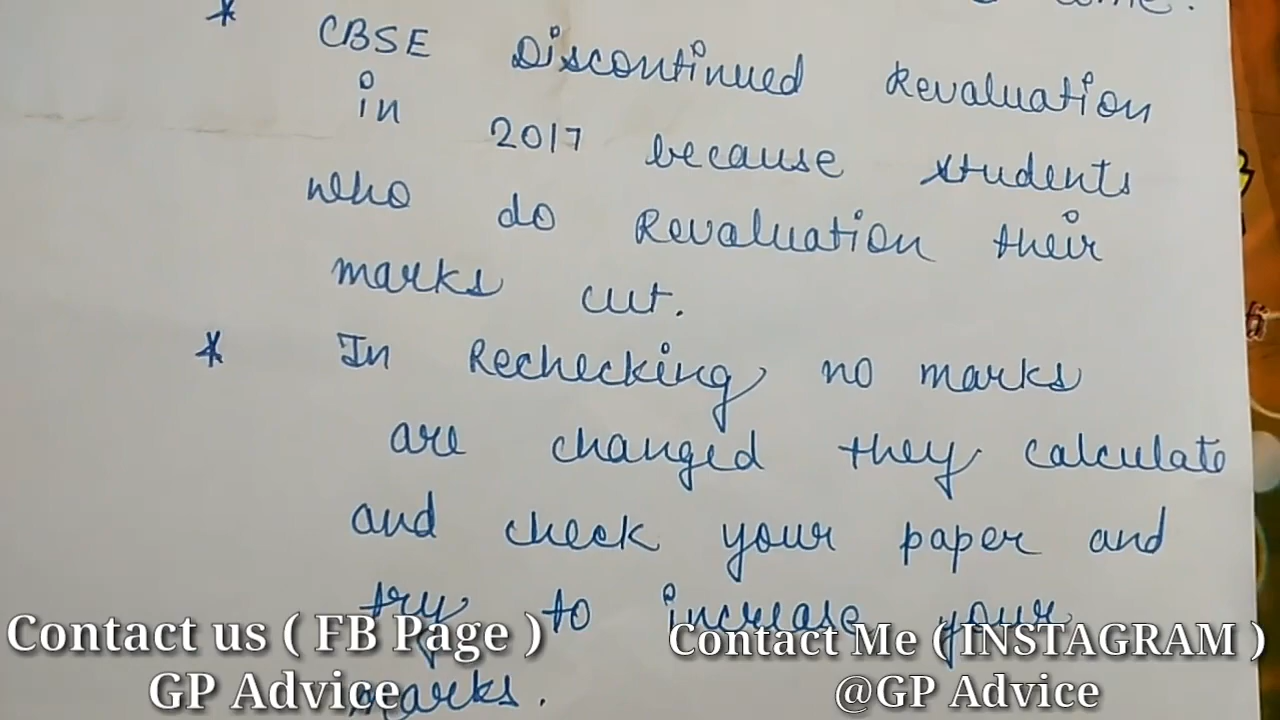 come.
* CBSE Discontinued Revaluation
in 2017 because students
who do Revaluation their
marks cut.
* In Rechecking no marks
are changed they calculate
and check your paper and
try to increase your
marks.
Contact us ( FB Page )
GP Advice
Contact Me ( INSTAGRAM )
@GP Advice